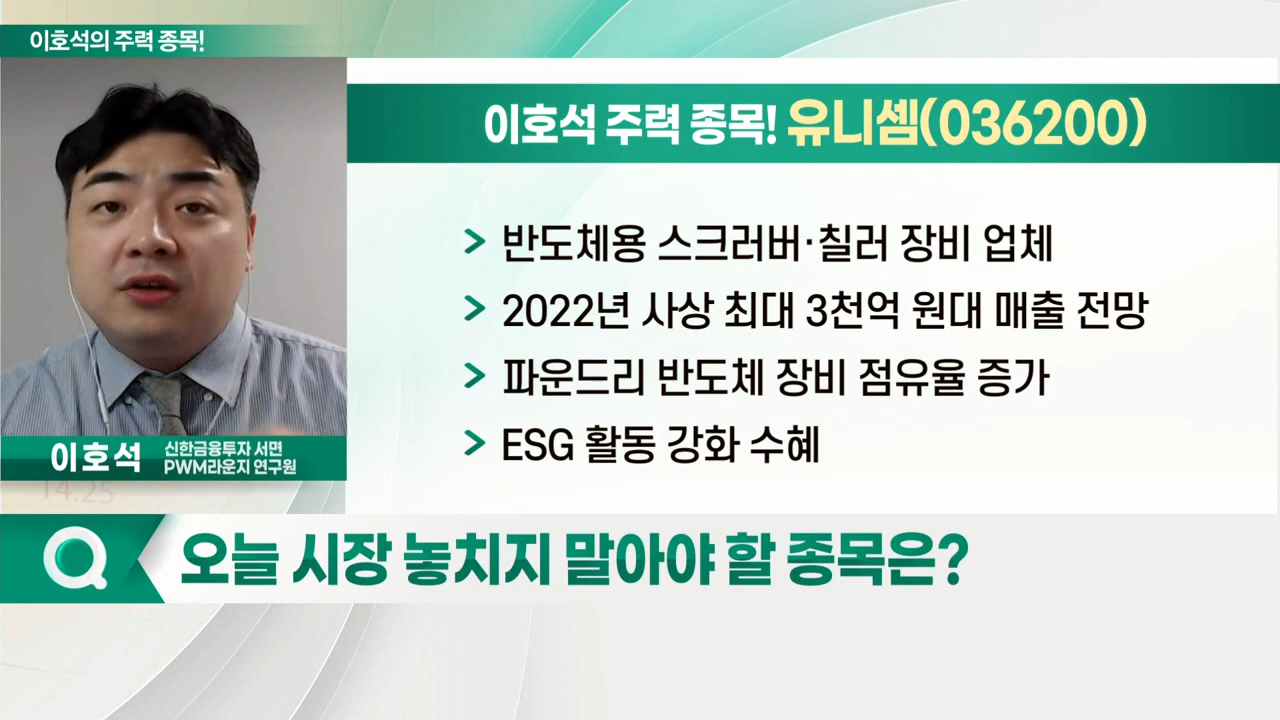 이호석의 주력 종목!
이호석 주력 종목! 유니셈(036200)
> 반도체용 스크러버·칠러 장비 업체
> 2022년 사상 최대 3천억 원대 매출 전망
> 파운드리 반도체 장비 점유율 증가
> ESG 활동 강화 수혜
이호석
신한금융투자 서면
PWM라운지 연구원
14:25
Q 오늘 시장 놓치지 말아야 할 종목은?